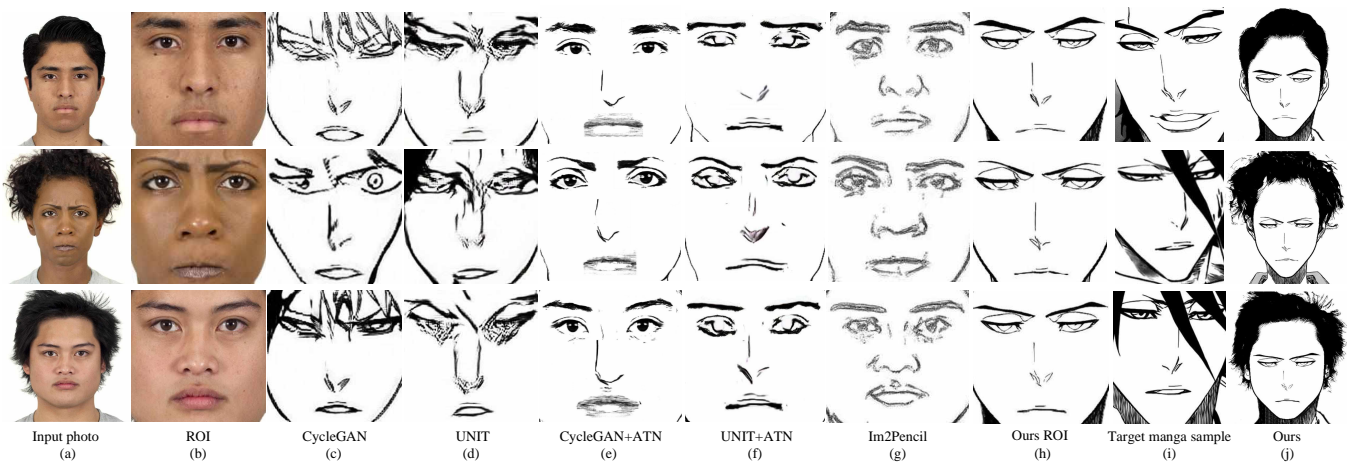 Input photo ROI CycleGAN UNIT CycleGAN+ATN UNIT+ATN Im2Pencil Ours ROI Target manga sample Ours
(a) (b) (c) (d) (e) (f) (g) (h) (i) (j)